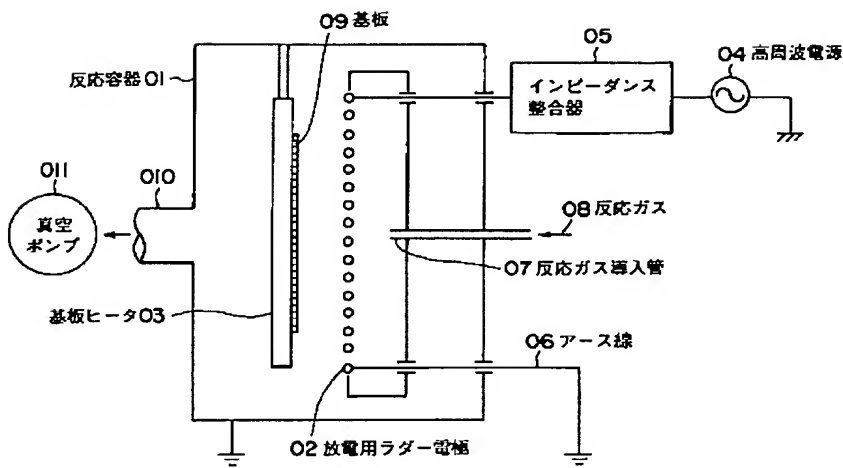 09 基板
05
04 高周波電源
反応容器 01
インピーダンス
整合器
011
010
真空
ポンプ
08 反応ガス
07 反応ガス導入管
基板ヒータ03
06 アース線
02 放電用ラダー電極